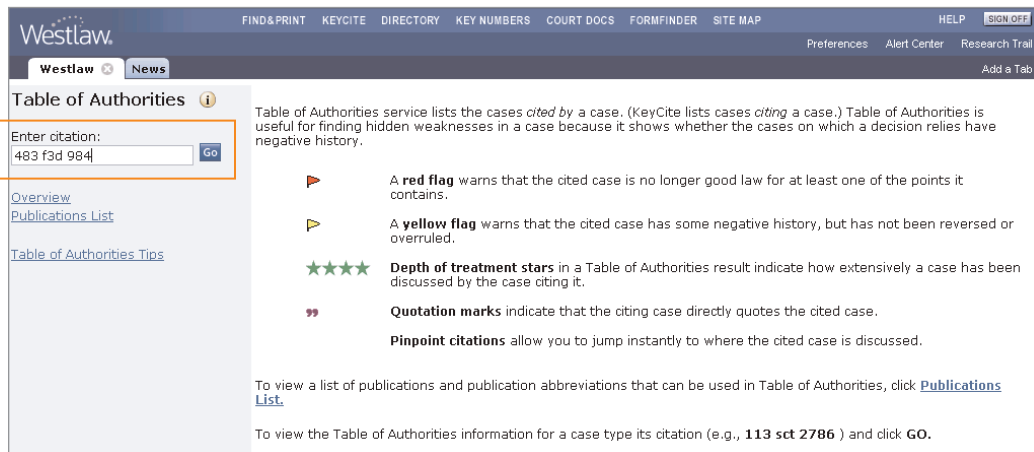 Westlaw.
FIND&PRINT KEYCITE DIRECTORY KEY NUMBERS COURT DOCS FORMFINDER SITE MAP HELP SIGN OFF
Preferences Alert Center Research Trail
Westlaw News Add a Tab
Table of Authorities
Enter citation:
483 f3d 984 Go
Overview
Publications List
Table of Authorities Tips
Table of Authorities service lists the cases cited by a case. (KeyCite lists cases citing a case.) Table of Authorities is
useful for finding hidden weaknesses in a case because it shows whether the cases on which a decision relies have
negative history.
A red flag warns that the cited case is no longer good law for at least one of the points it
contains.
A yellow flag warns that the cited case has some negative history, but has not been reversed or
overruled.
★★★★ Depth of treatment stars in a Table of Authorities result indicate how extensively a case has been
discussed by the case citing it.
" Quotation marks indicate that the citing case directly quotes the cited case.
Pinpoint citations allow you to jump instantly to where the cited case is discussed.
To view a list of publications and publication abbreviations that can be used in Table of Authorities, click Publications
List.
To view the Table of Authorities information for a case type its citation (e.g., 113 sct 2786 ) and click GO.